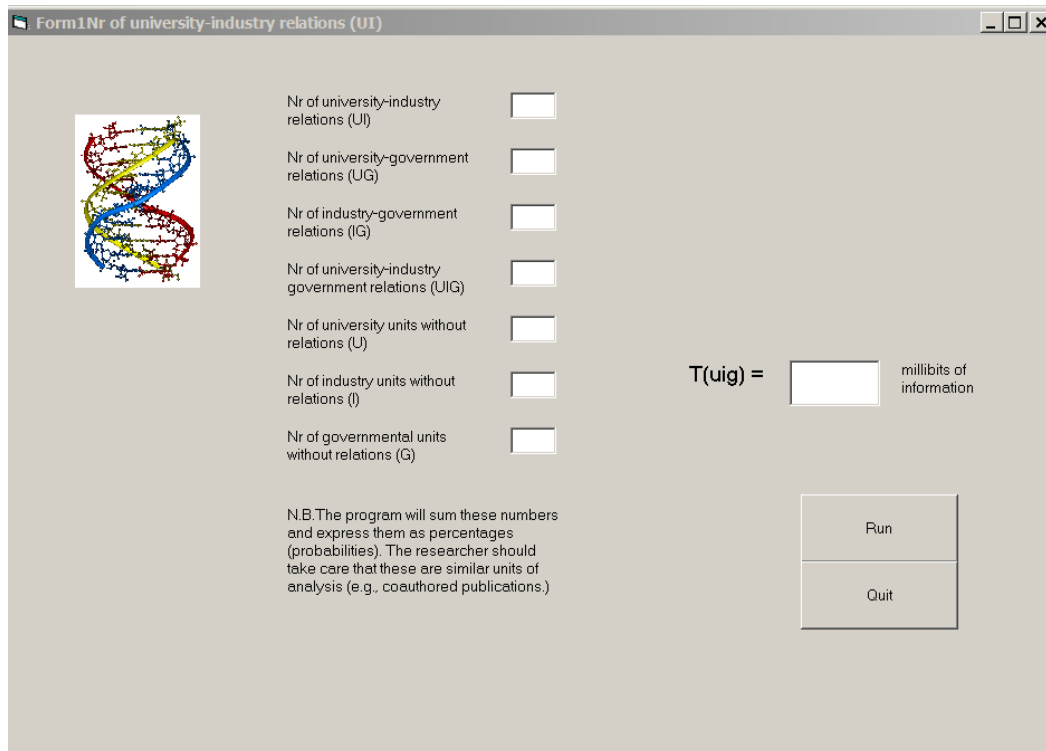 Form1Nr of university-industry relations (UI)
Nr of university-industry
relations (UI)
Nr of university-government
relations (UG)
Nr of industry-government
relations (IG)
Nr of university-industry
government relations (UIG)
Nr of university units without
relations (U)
Nr of industry units without
relations (I)
Nr of governmental units
without relations (G)
T(uig) =
millibits of
information
N.B.The program will sum these numbers
and express them as percentages
(probabilities). The researcher should
take care that these are similar units of
analysis (e.g., coauthored publications.)
Run
Quit